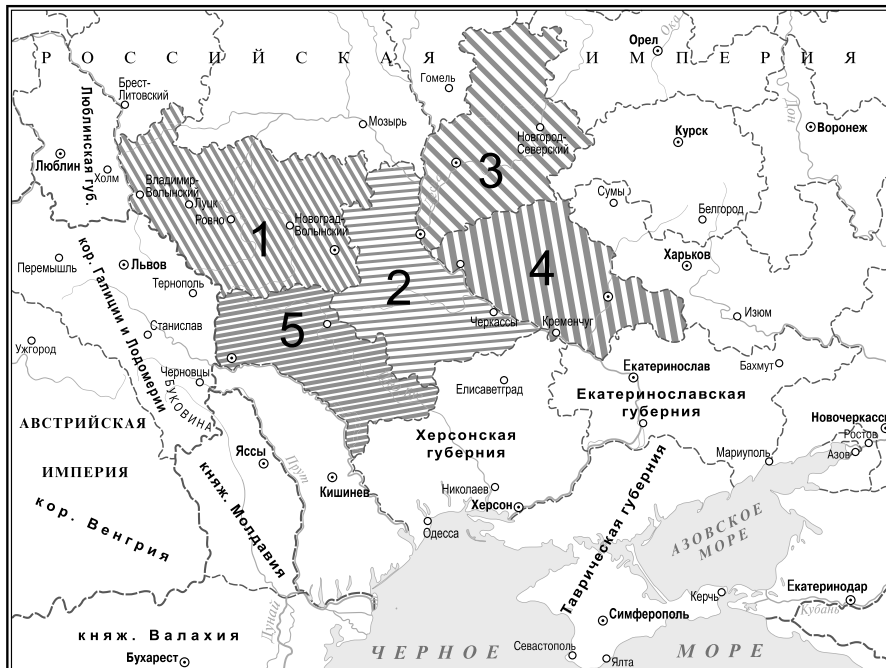 РОССИЙСКАЯ ИМПЕРИЯ
Орел
Ока
Дон
Брест-
Литовский
Гомель
Люблинская губ.
Мозырь
Новгород-
Северский
Курск
Воронеж
Люблин
Холм
3
Владимир-
Волынский
Луцк
Ровно
1
Новоград-
Волынский
Сумы
Белгород
Перемышль
Львов
Харьков
кор. Галиции и Лодомерии
Тернополь
2
4
Черкассы
Кременчуг
Изюм
Станислав
5
Ужгород
Черновцы
БУКОВИНА
Екатеринослав
Бахмут
Елисаветград
Екатеринославская
губерния
АВСТРИЙСКАЯ
ИМПЕРИЯ
Новочеркасск
Ростов
Азов
Херсонская
губерния
Яссы
Прут
Кишинев
Мариуполь
кор. Венгрия
княж. Молдавия
Николаев
Херсон
Одесса
Таврическая губерния
АЗОВСКОЕ
МОРЕ
Керчь
Екатеринодар
Кубань
Дунай
княж. Валахия
Симферополь
Бухарест
ЧЕРНОЕ МОРЕ
Севастополь
Ялта